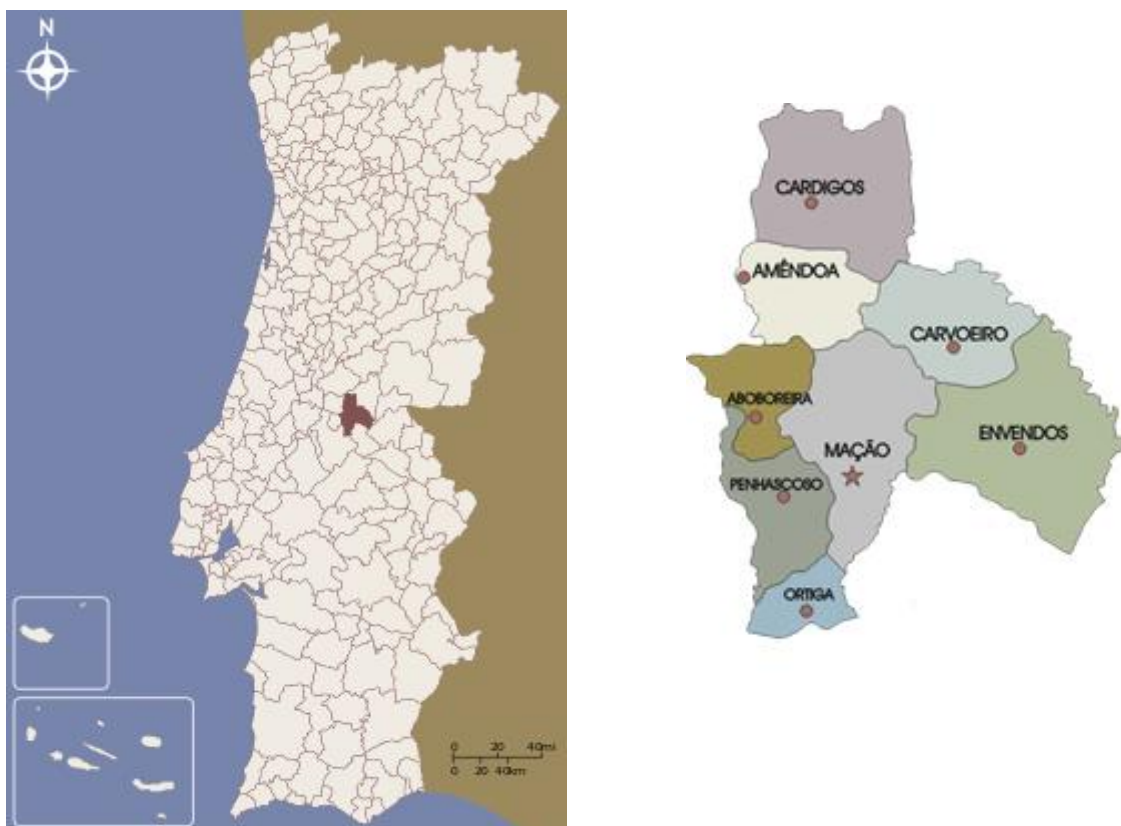 N
0 20 40mi
0 20 40km
CARDIGOS
AMÊNDOA
CARVOEIRO
ABOBOREIRA
ENVENDOS
MAÇÃO
PENHASCOSO
ORTIGA